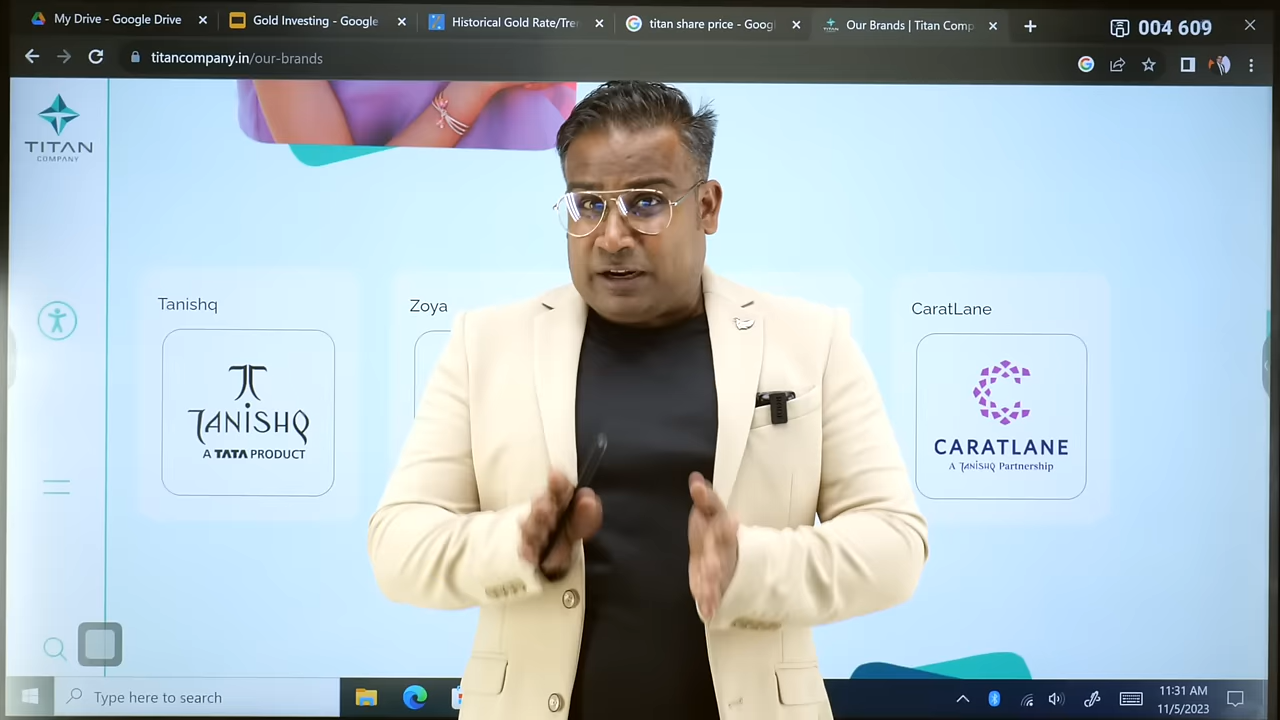 My Drive - Google Drive
Gold Investing - Google
Historical Gold Rate/Tre
titan share price - Goog
Our Brands | Titan Comp
004 609
titancompany.in/our-brands
TITAN
COMPANY
Tanishq
Zoya
CaratLane
TANISHQ
A TATA PRODUCT
CARATLANE
A TANISHQ Partnership
Type here to search
11:31 AM
11/5/2023